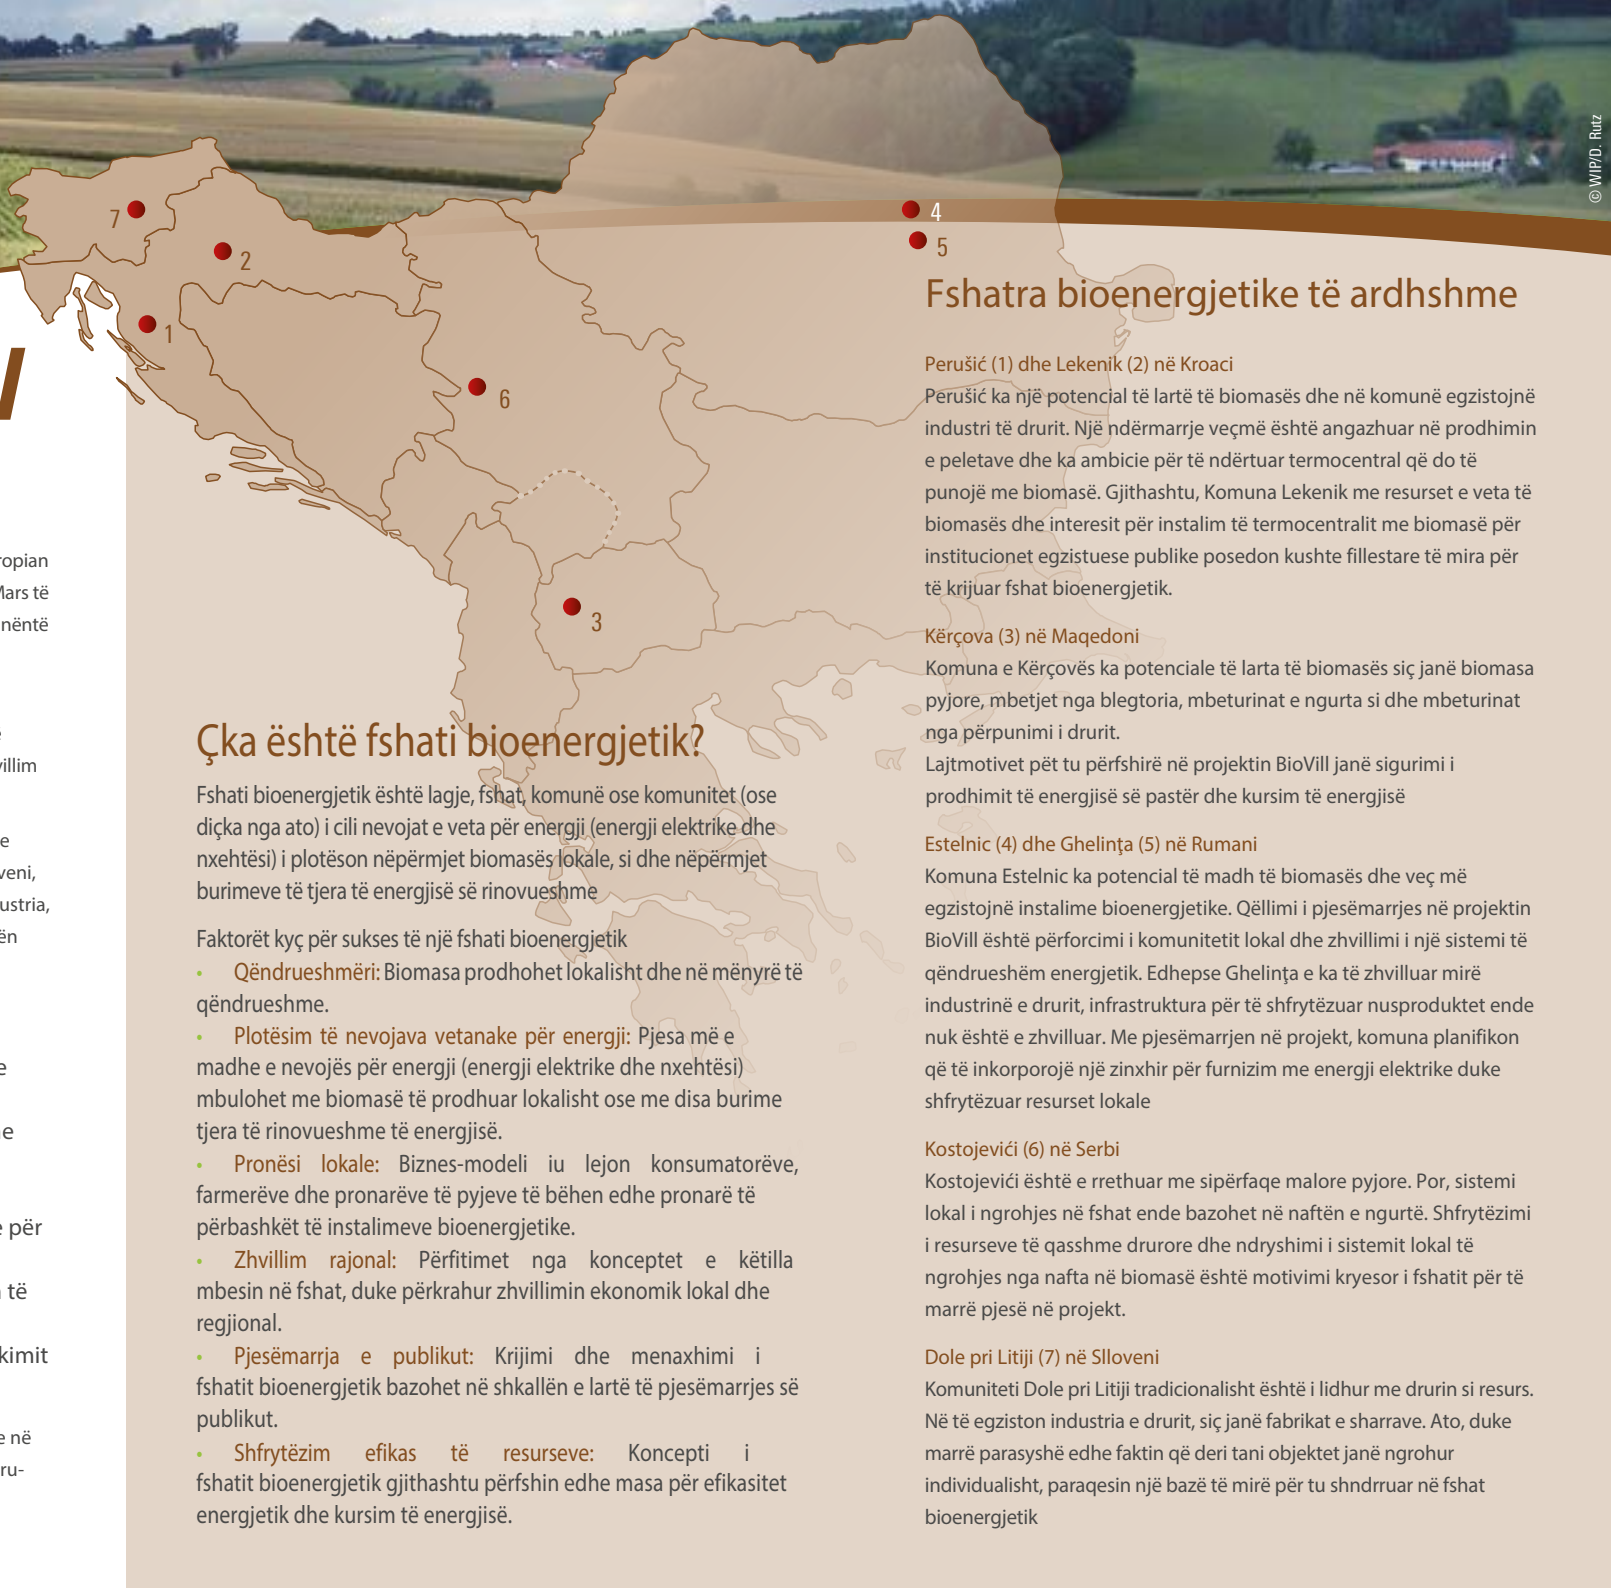 © WIP/D. Rutz
7
2
1
4
5
6
3
ropian
Mars të
nëntë
villim
e
veni,
ustria,
ën
e
e
e për
të
kimit
e në
ru-
Çka është fshati bioenergjetik?
Fshati bioenergjetik është lagje, fshat, komunë ose komunitet (ose
diçka nga ato) i cili nevojat e veta për energji (energji elektrike dhe
nxehtësi) i plotëson nëpërmjet biomasës lokale, si dhe nëpërmjet
burimeve të tjera të energjisë së rinovueshme
Faktorët kyç për sukses të një fshati bioenergjetik
• Qëndrueshmëri: Biomasa prodhohet lokalisht dhe në mënyrë të
qëndrueshme.
• Plotësim të nevojava vetanake për energji: Pjesa më e
madhe e nevojës për energji (energji elektrike dhe nxehtësi)
mbulohet me biomasë të prodhuar lokalisht ose me disa burime
tjera të rinovueshme të energjisë.
• Pronësi lokale: Biznes-modeli iu lejon konsumatorëve,
farmerëve dhe pronarëve të pyjeve të bëhen edhe pronarë të
përbashkët të instalimeve bioenergjetike.
• Zhvillim rajonal: Përfitimet nga konceptet e këtilla
mbesin në fshat, duke përkrahur zhvillimin ekonomik lokal dhe
regjional.
• Pjesëmarrja e publikut: Krijimi dhe menaxhimi i
fshatit bioenergjetik bazohet në shkallën e lartë të pjesëmarrjes së
publikut.
• Shfrytëzim efikas të resurseve: Koncepti i
fshatit bioenergjetik gjithashtu përfshin edhe masa për efikasitet
energjetik dhe kursim të energjisë.
Fshatra bioenergjetike të ardhshme
Perušić (1) dhe Lekenik (2) në Kroaci
Perušić ka një potencial të lartë të biomasës dhe në komunë egzistojnë
industri të drurit. Një ndërmarrje veçmë është angazhuar në prodhimin
e peletave dhe ka ambicie për të ndërtuar termocentral që do të
punojë me biomasë. Gjithashtu, Komuna Lekenik me resurset e veta të
biomasës dhe interesit për instalim të termocentralit me biomasë për
institucionet egzistuese publike posedon kushte fillestare të mira për
të krijuar fshat bioenergjetik.
Kërçova (3) në Maqedoni
Komuna e Kërçovës ka potenciale të larta të biomasës siç janë biomasa
pyjore, mbetjet nga blegtoria, mbeturinat e ngurta si dhe mbeturinat
nga përpunimi i drurit.
Lajtmotivet pët tu përfshirë në projektin BioVill janë sigurimi i
prodhimit të energjisë së pastër dhe kursim të energjisë
Estelnic (4) dhe Ghelinţa (5) në Rumani
Komuna Estelnic ka potencial të madh të biomasës dhe veç më
egzistojnë instalime bioenergjetike. Qëllimi i pjesëmarrjes në projektin
BioVill është përforcimi i komunitetit lokal dhe zhvillimi i një sistemi të
qëndrueshëm energjetik. Edhepse Ghelinţa e ka të zhvilluar mirë
industrinë e drurit, infrastruktura për të shfrytëzuar nusproduktet ende
nuk është e zhvilluar. Me pjesëmarrjen në projekt, komuna planifikon
që të inkorporojë një zinxhir për furnizim me energji elektrike duke
shfrytëzuar resurset lokale
Kostojevići (6) në Serbi
Kostojevići është e rrethuar me sipërfaqe malore pyjore. Por, sistemi
lokal i ngrohjes në fshat ende bazohet në naftën e ngurtë. Shfrytëzimi
i resurseve të qasshme drurore dhe ndryshimi i sistemit lokal të
ngrohjes nga nafta në biomasë është motivimi kryesor i fshatit për të
marrë pjesë në projekt.
Dole pri Litiji (7) në Slloveni
Komuniteti Dole pri Litiji tradicionalisht është i lidhur me drurin si resurs.
Në të egziston industria e drurit, siç janë fabrikat e sharrave. Ato, duke
marrë parasyshë edhe faktin që deri tani objektet janë ngrohur
individualisht, paraqesin një bazë të mirë për tu shndrruar në fshat
bioenergjetik